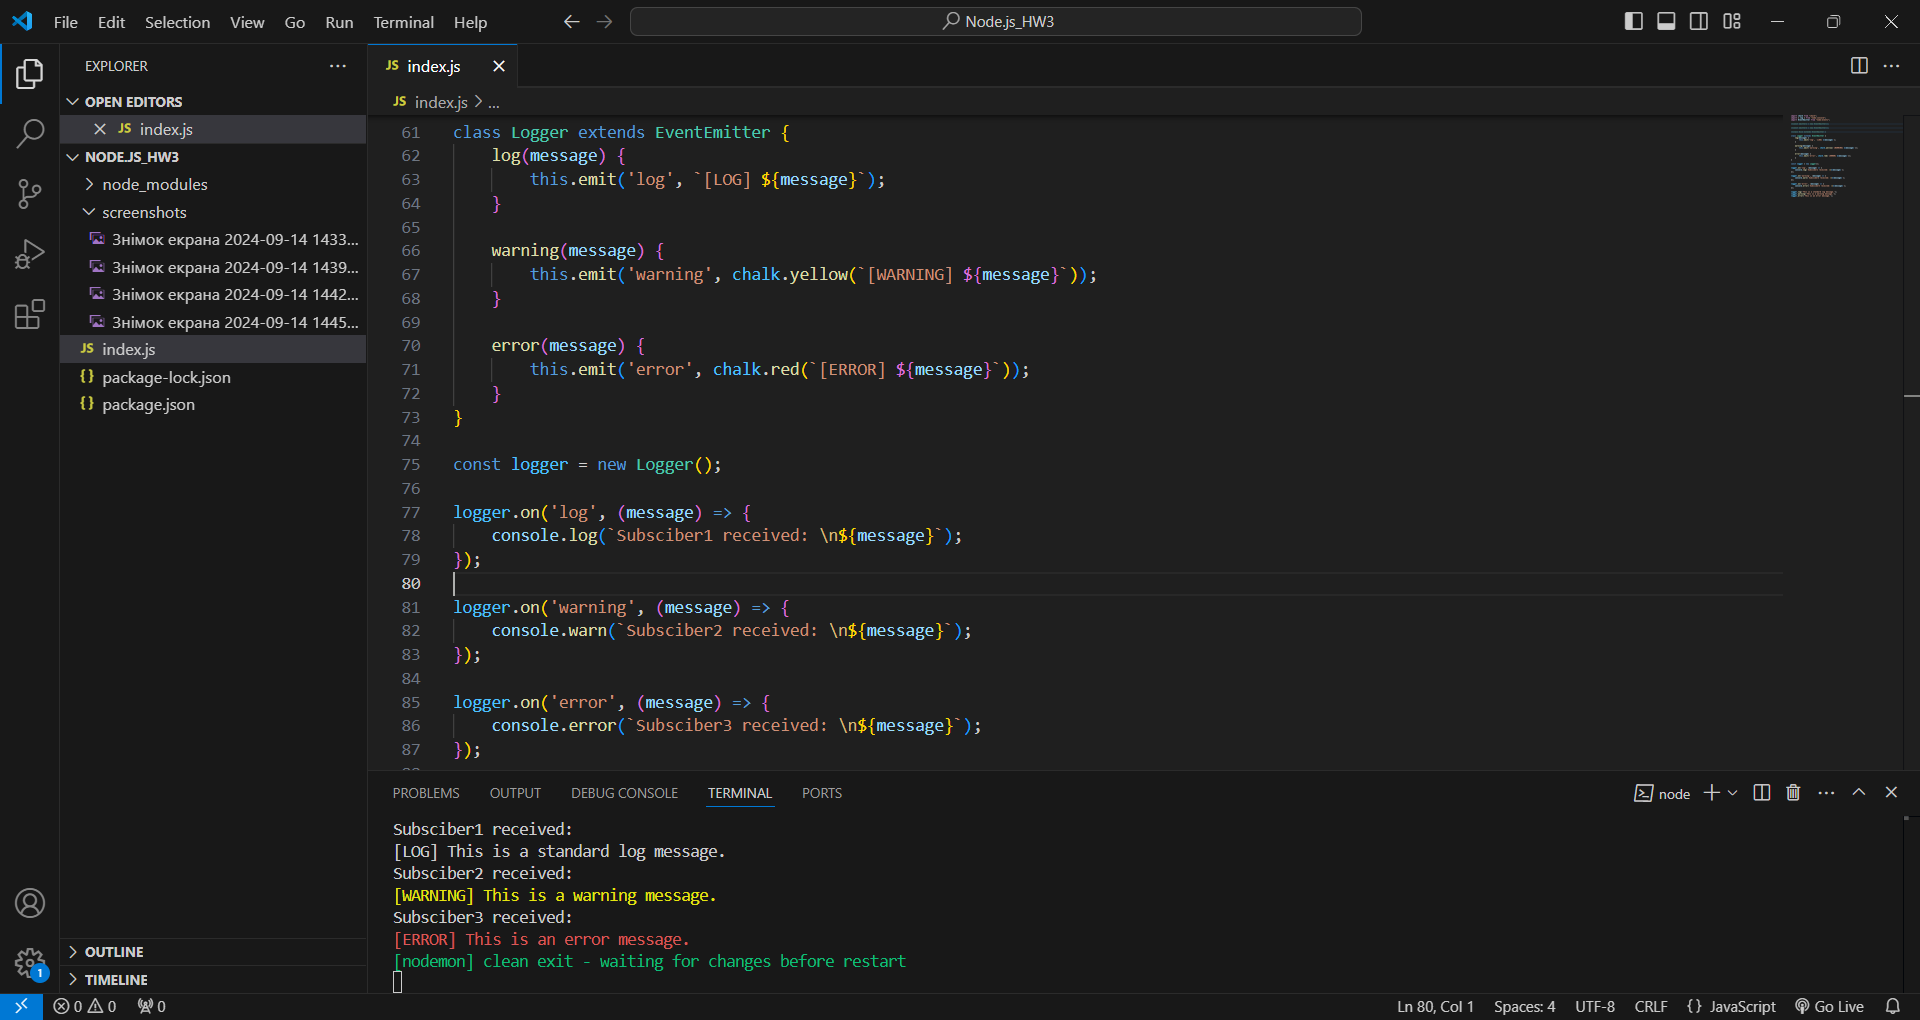 File Edit Selection View Go Run Terminal Help
Node.js_HW3
EXPLORER
OPEN EDITORS
JS index.js
NODE.JS_HW3
node_modules
screenshots
Знімок екрана 2024-09-14 1433...
Знімок екрана 2024-09-14 1439...
Знімок екрана 2024-09-14 1442...
Знімок екрана 2024-09-14 1445...
JS index.js
{} package-lock.json
{} package.json
OUTLINE
TIMELINE
1
JS index.js
JS index.js > ...
61 class Logger extends EventEmitter {
62 log(message) {
63 this.emit('log', `[LOG] ${message}`);
64 }
65
66 warning(message) {
67 this.emit('warning', chalk.yellow(`[WARNING] ${message}`));
68 }
69
70 error(message) {
71 this.emit('error', chalk.red(`[ERROR] ${message}`));
72 }
73 }
74
75 const logger = new Logger();
76
77 logger.on('log', (message) => {
78 console.log(`Subsciber1 received: \n${message}`);
79 });
80
81 logger.on('warning', (message) => {
82 console.warn(`Subsciber2 received: \n${message}`);
83 });
84
85 logger.on('error', (message) => {
86 console.error(`Subsciber3 received: \n${message}`);
87 });
PROBLEMS OUTPUT DEBUG CONSOLE TERMINAL PORTS
node
Subsciber1 received:
[LOG] This is a standard log message.
Subsciber2 received:
[WARNING] This is a warning message.
Subsciber3 received:
[ERROR] This is an error message.
[nodemon] clean exit - waiting for changes before restart
0 0 0
Ln 80, Col 1 Spaces: 4 UTF-8 CRLF {} JavaScript Go Live